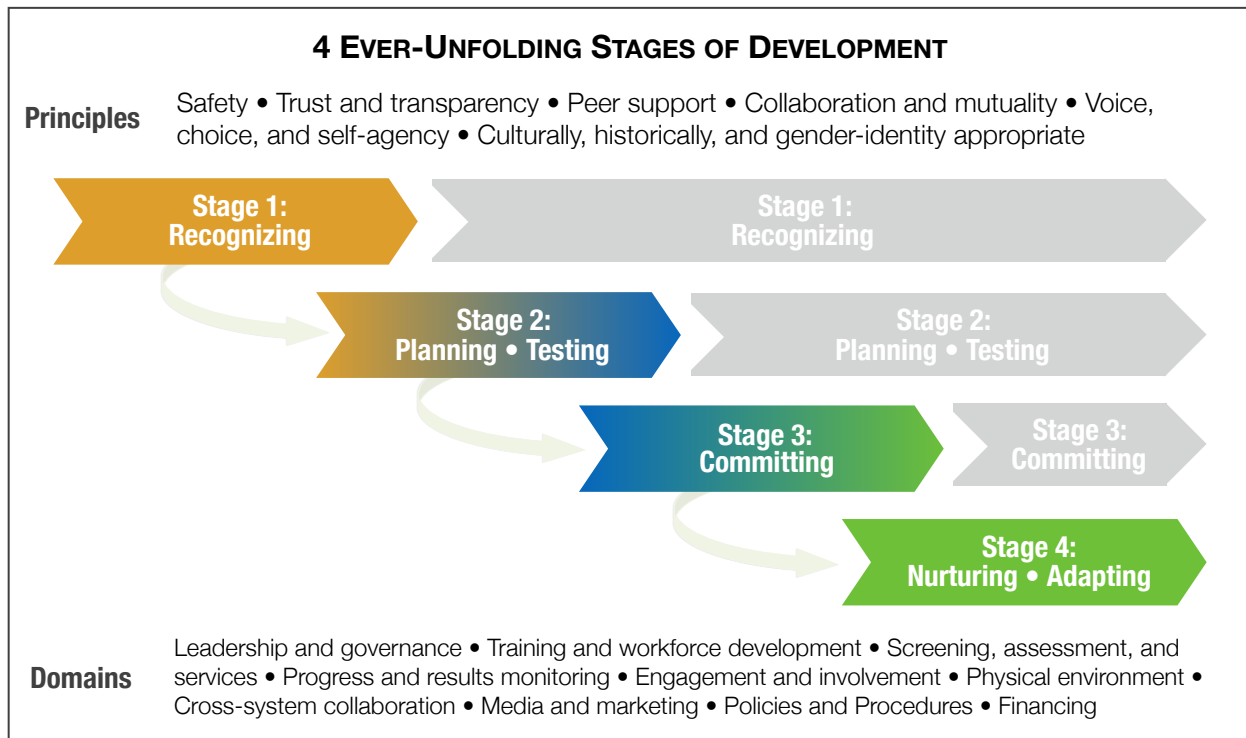 4 EVER-UNFOLDING STAGES OF DEVELOPMENT
Principles
Safety • Trust and transparency • Peer support • Collaboration and mutuality • Voice,
choice, and self-agency • Culturally, historically, and gender-identity appropriate
Stage 1:
Recognizing
Stage 1:
Recognizing
Stage 2:
Planning • Testing
Stage 2:
Planning • Testing
Stage 3:
Committing
Stage 3:
Committing
Stage 4:
Nurturing • Adapting
Domains
Leadership and governance • Training and workforce development • Screening, assessment, and
services • Progress and results monitoring • Engagement and involvement • Physical environment •
Cross-system collaboration • Media and marketing • Policies and Procedures • Financing